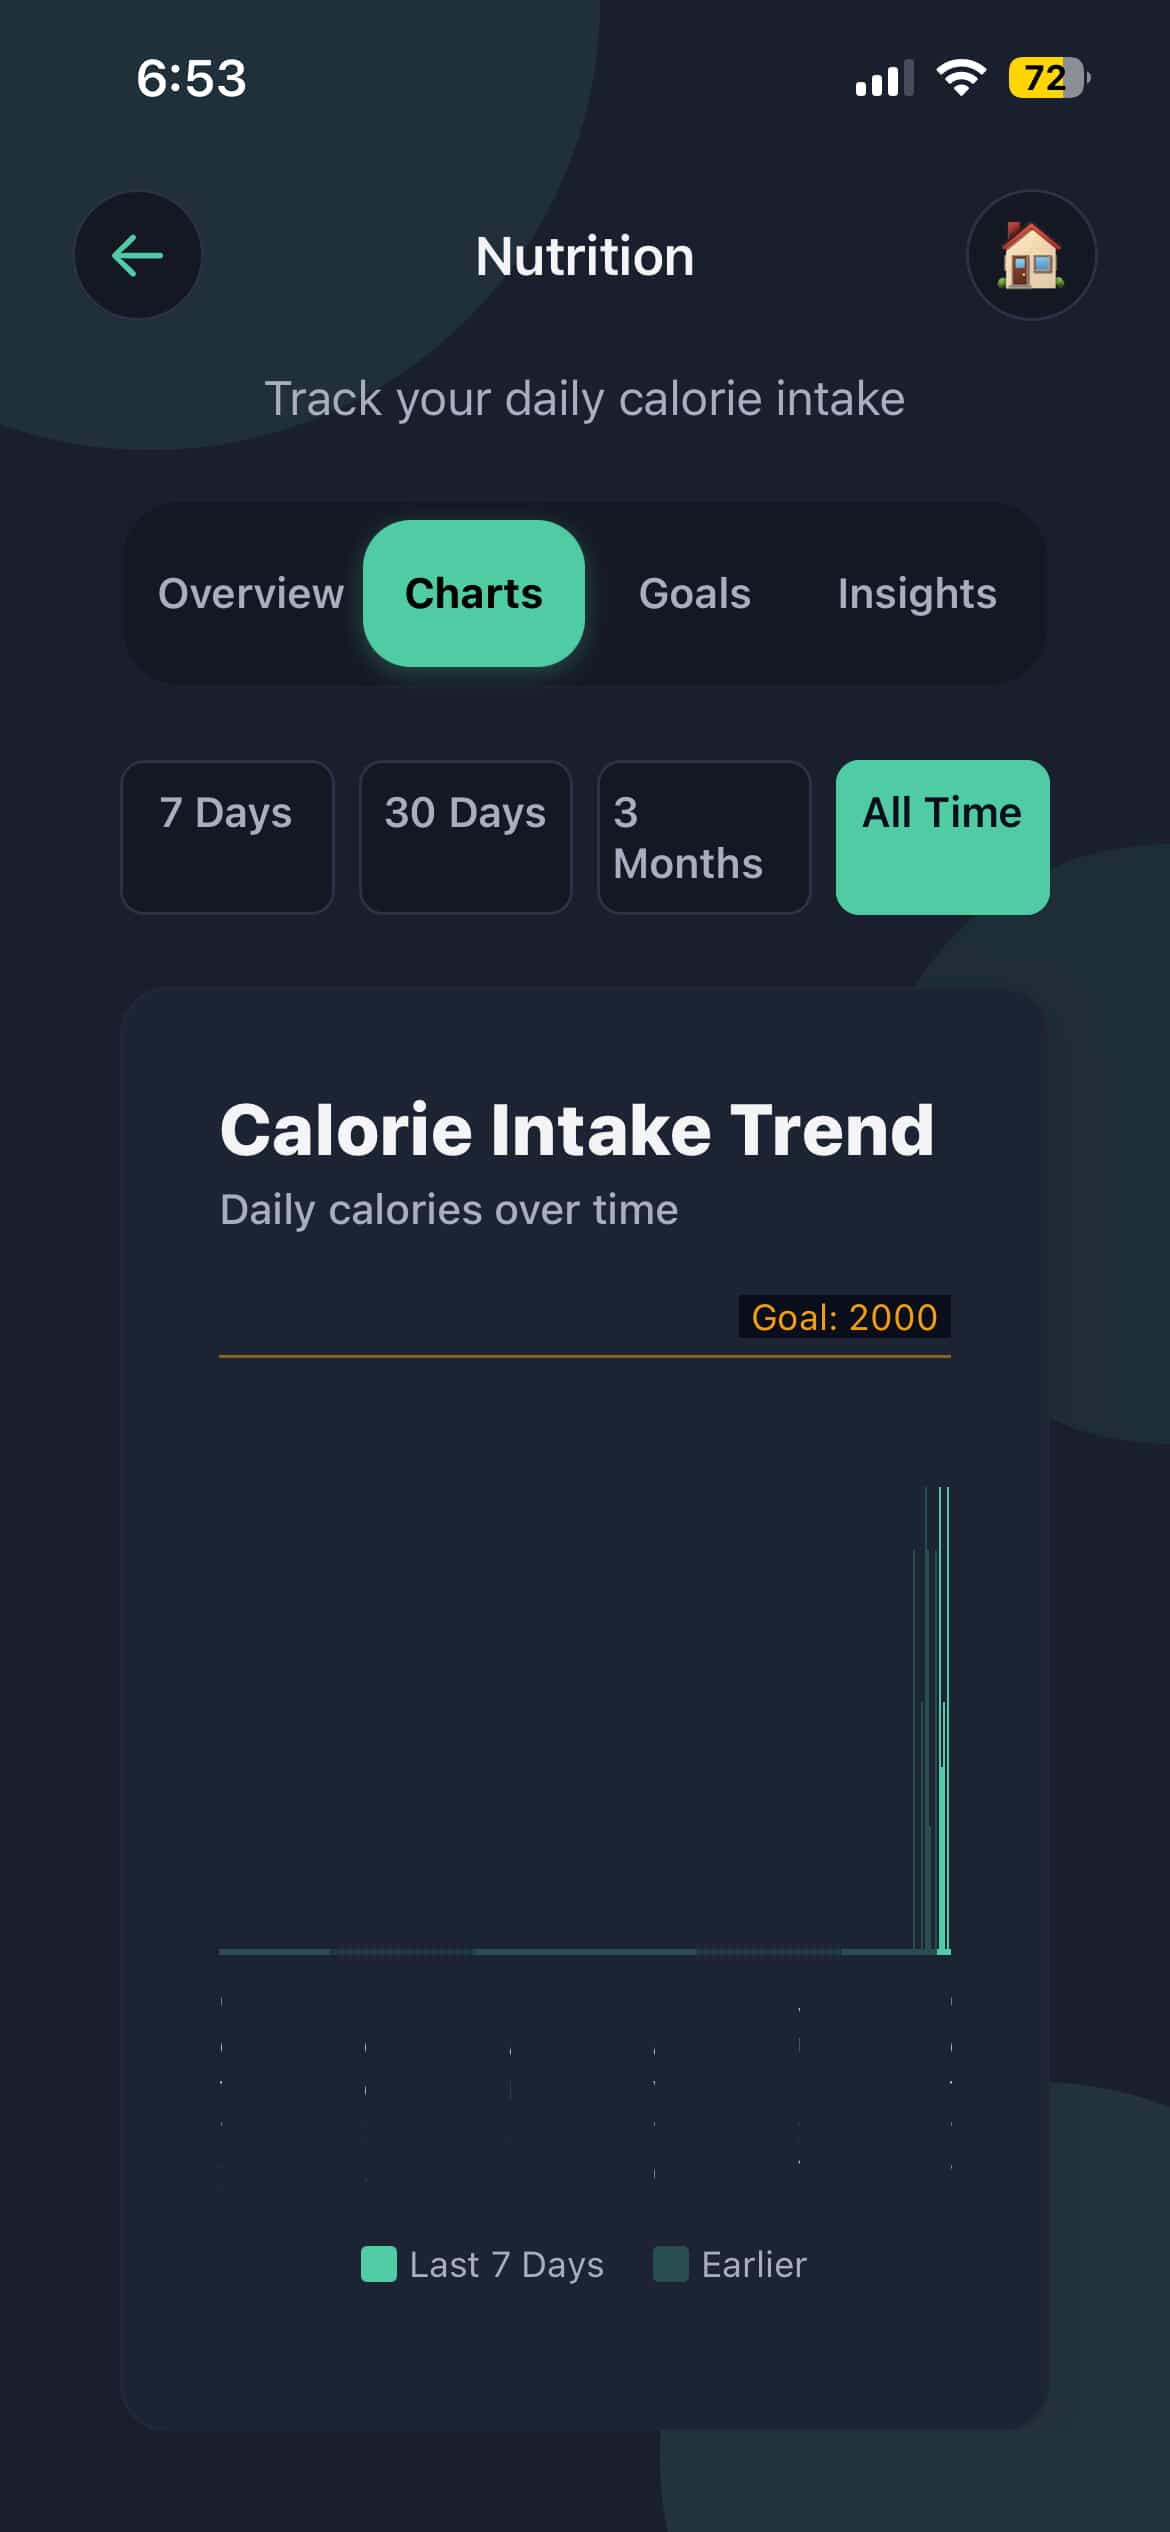 6:53
72
Nutrition
Track your daily calorie intake
Overview
Charts
Goals
Insights
7 Days
30 Days
3
Months
All Time
Calorie Intake Trend
Daily calories over time
Goal: 2000
Last 7 Days
Earlier